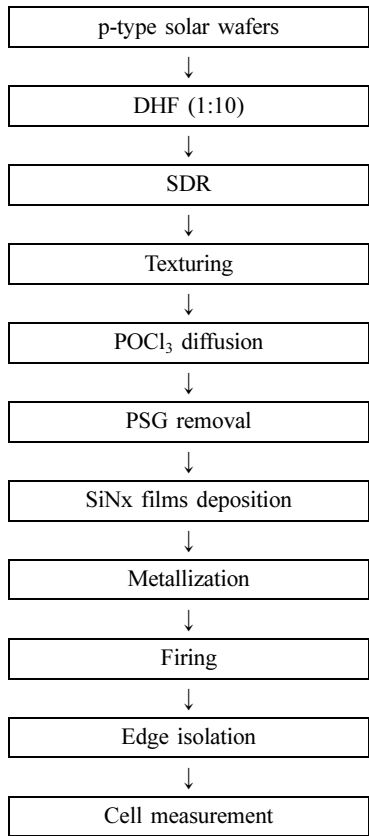 p-type solar wafers
↓
DHF (1:10)
↓
SDR
↓
Texturing
↓
POCl₃ diffusion
↓
PSG removal
↓
SiNx films deposition
↓
Metallization
↓
Firing
↓
Edge isolation
↓
Cell measurement